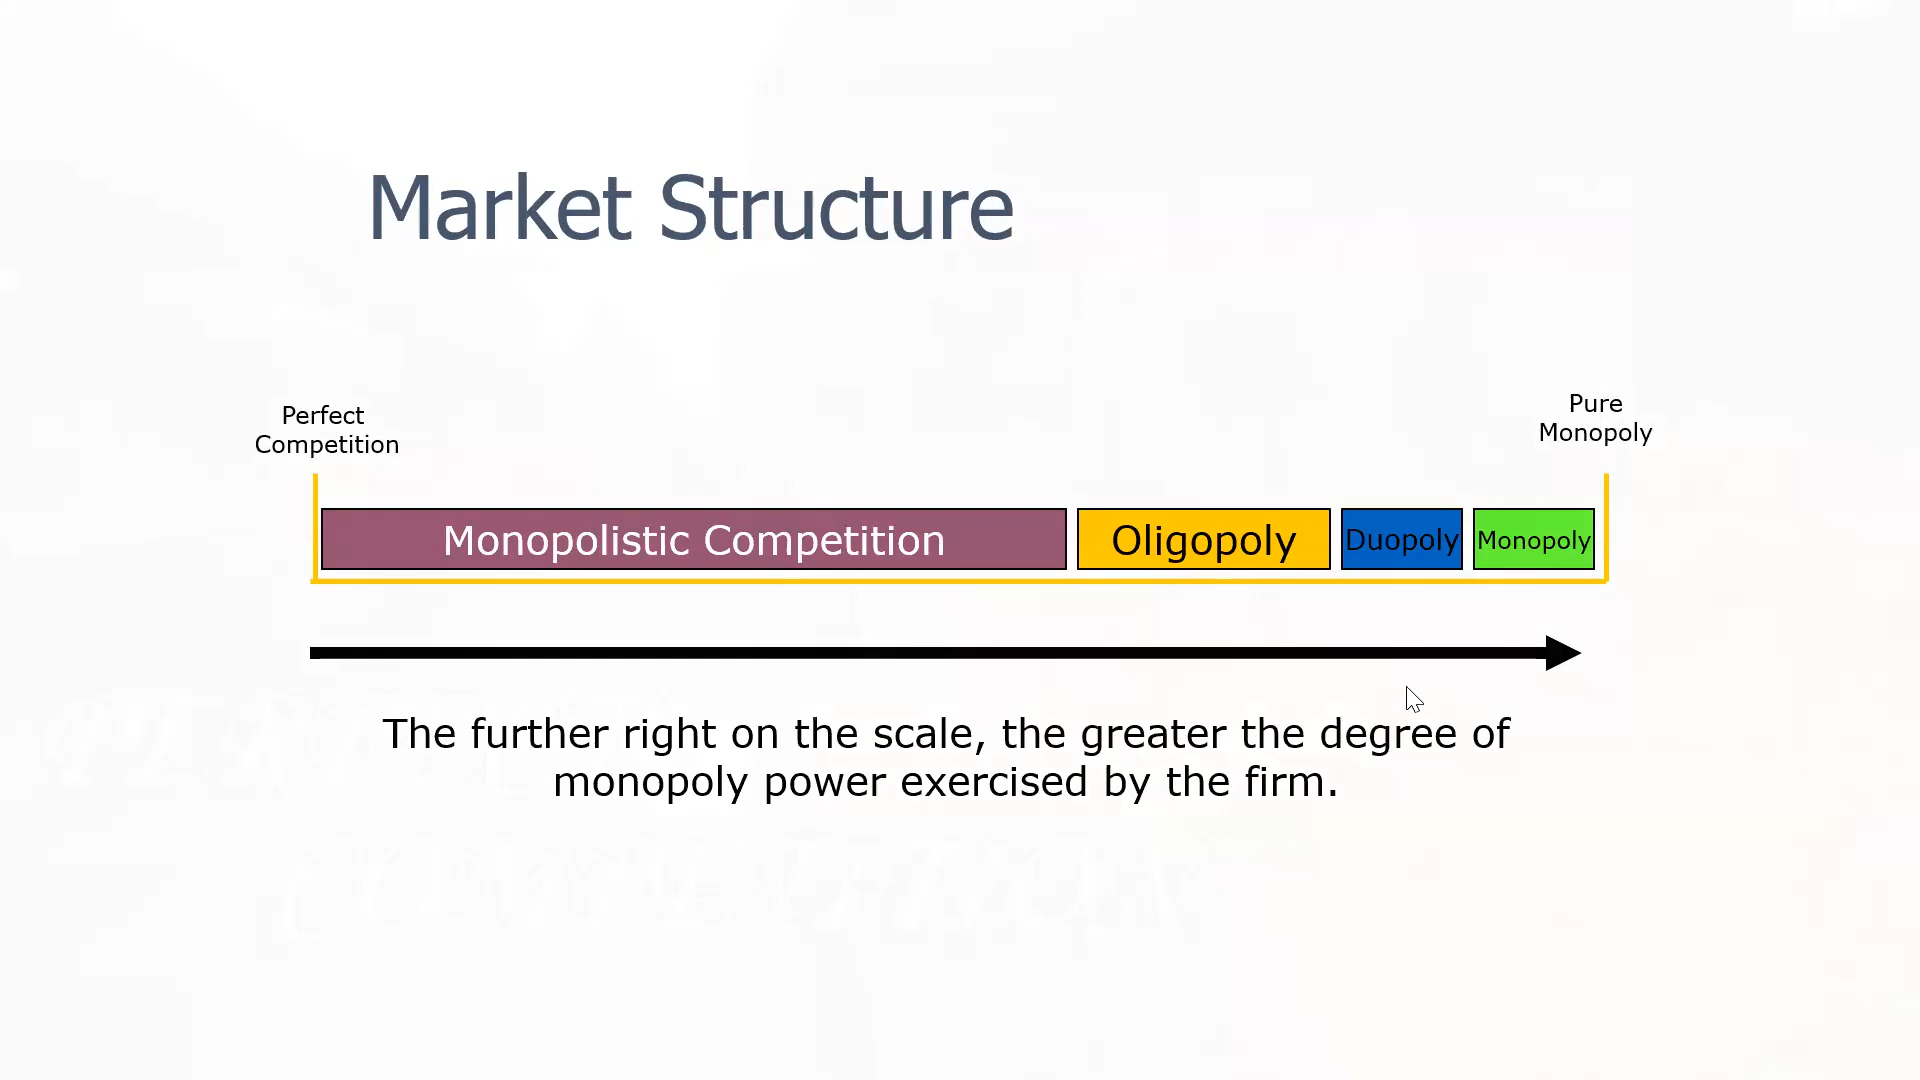 Market Structure
Perfect
Competition
Pure
Monopoly
Monopolistic Competition
Oligopoly
Duopoly
Monopoly
The further right on the scale, the greater the degree of
monopoly power exercised by the firm.